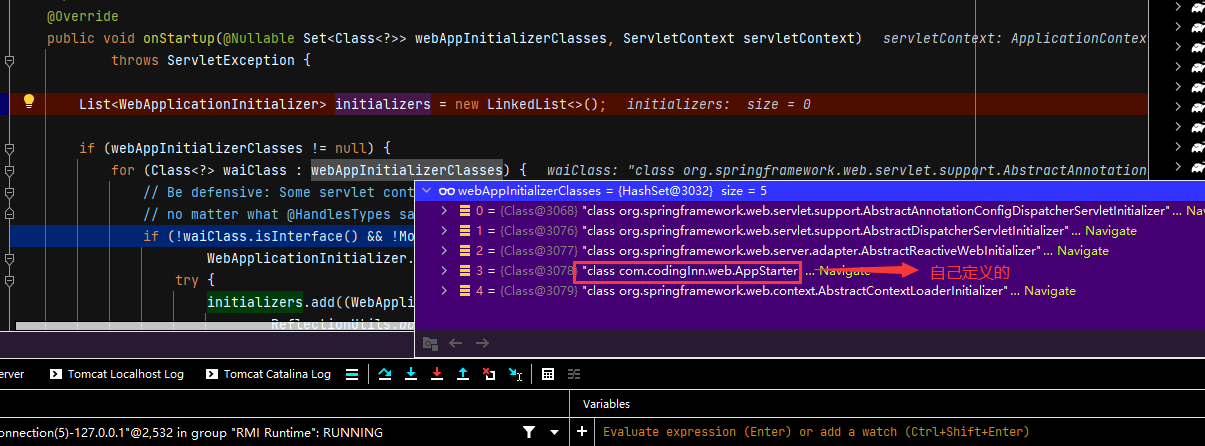 @Override
public void onStartup(@Nullable Set<Class<?>> webAppInitializerClasses, ServletContext servletContext) servletContext: ApplicationContex
throws ServletException {
List<WebApplicationInitializer> initializers = new LinkedList<>(); initializers: size = 0
if (webAppInitializerClasses != null) {
for (Class<?> waiClass : webAppInitializerClasses) { waiClass: "class org.springframework.web.servlet.support.AbstractAnnotation
// Be defensive: Some servlet cont
webAppInitializerClasses = {HashSet@3032} size = 5
// no matter what @HandlesTypes sa
0 = {Class@3068} "class org.springframework.web.servlet.support.AbstractAnnotationConfigDispatcherServletInitializer"... Navig
if (!waiClass.isInterface() && !Mo
1 = {Class@3076} "class org.springframework.web.servlet.support.AbstractDispatcherServletInitializer"... Navigate
WebApplicationInitializer.
2 = {Class@3077} "class org.springframework.web.server.adapter.AbstractReactiveWebInitializer"... Navigate
try {
3 = {Class@3078} "class com.codingInn.web.AppStarter ... Navigate 自己定义的
initializers.add((WebAppli
4 = {Class@3079} "class org.springframework.web.context.AbstractContextLoaderInitializer"... Navigate
ReflectionUtils.ac
erver Tomcat Localhost Log Tomcat Catalina Log
Variables
onnection(5)-127.0.0.1"@2,532 in group "RMI Runtime": RUNNING
Evaluate expression (Enter) or add a watch (Ctrl+Shift+Enter)